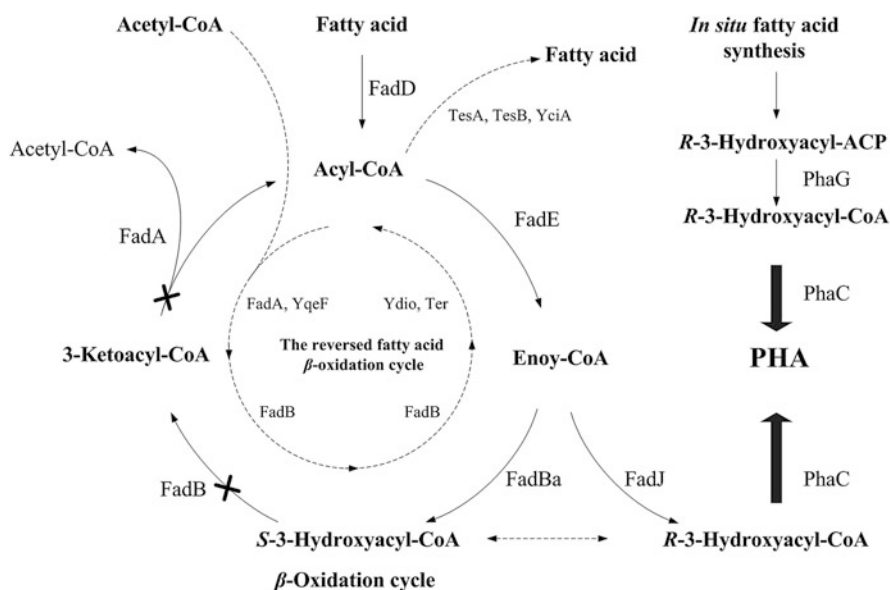 Acetyl-CoA
Fatty acid
In situ fatty acid
synthesis
Fatty acid
FadD
TesA, TesB, YciA
Acetyl-CoA
R-3-Hydroxyacyl-ACP
Acyl-CoA
PhaG
R-3-Hydroxyacyl-CoA
FadA
FadE
FadA, YqeF
Ydio, Ter
PhaC
3-Ketoacyl-CoA
The reversed fatty acid
β-oxidation cycle
Enoy-CoA
PHA
FadB
FadB
FadB
FadBa
FadJ
PhaC
S-3-Hydroxyacyl-CoA
R-3-Hydroxyacyl-CoA
β-Oxidation cycle